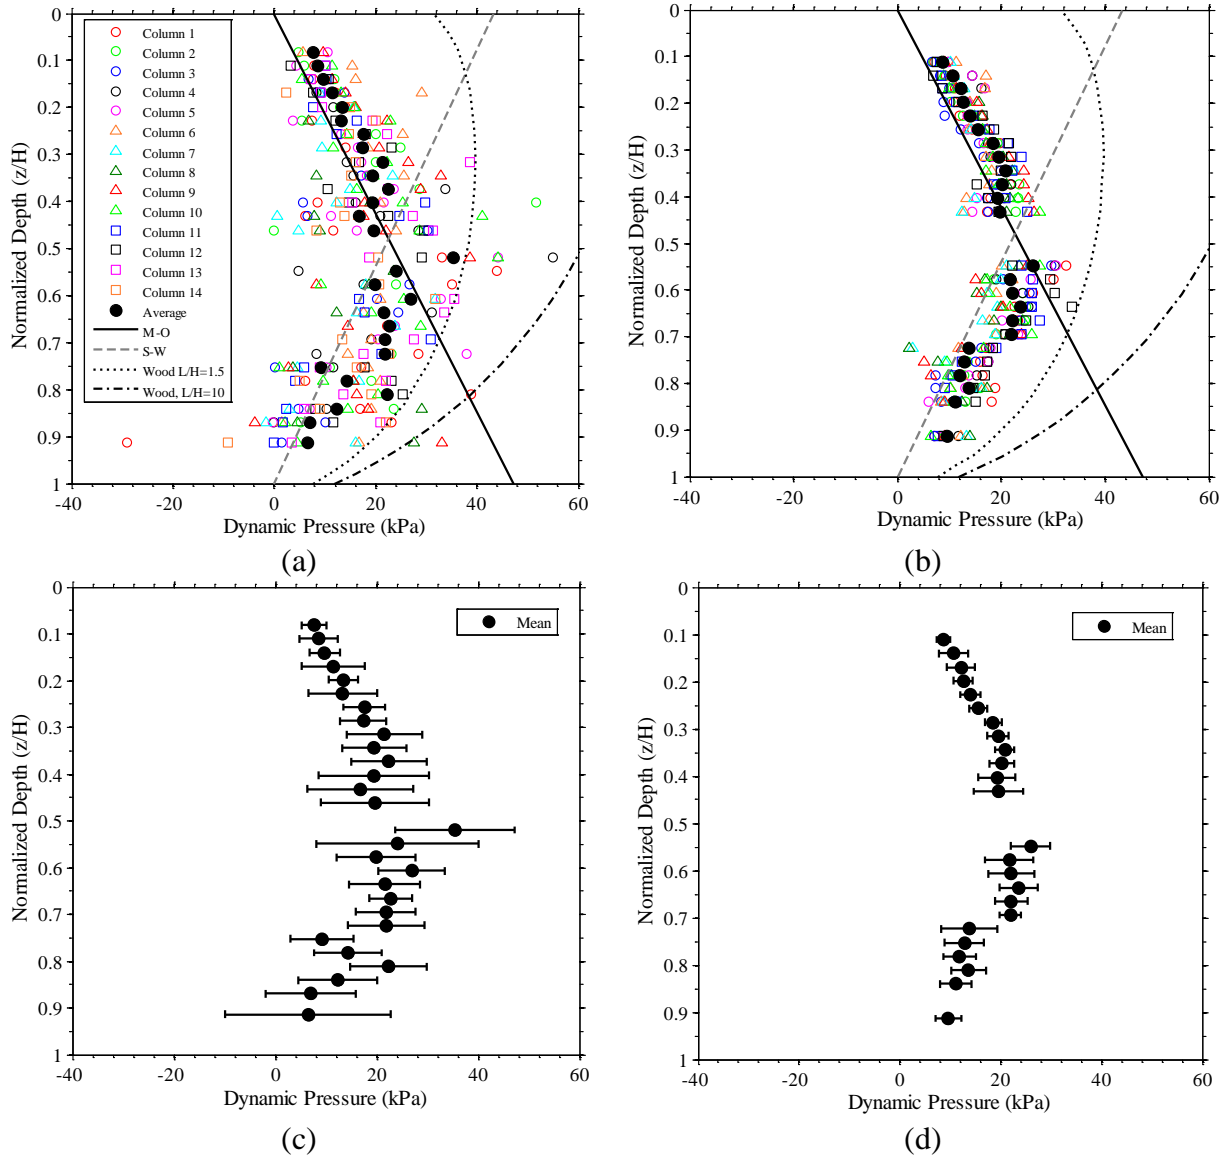 0
0.1
0.2
0.3
0.4
0.5
0.6
0.7
0.8
0.9
1
Normalized Depth (z/H)
Column 1
Column 2
Column 3
Column 4
Column 5
Column 6
Column 7
Column 8
Column 9
Column 10
Column 11
Column 12
Column 13
Column 14
Average
M-O
S-W
Wood L/H=1.5
Wood, L/H=10
-40 -20 0 20 40 60
Dynamic Pressure (kPa)
(a)
0
0.1
0.2
0.3
0.4
0.5
0.6
0.7
0.8
0.9
1
Normalized Depth (z/H)
-40 -20 0 20 40 60
Dynamic Pressure (kPa)
(b)
0
0.1
0.2
0.3
0.4
0.5
0.6
0.7
0.8
0.9
1
Normalized Depth (z/H)
Mean
-40 -20 0 20 40 60
Dynamic Pressure (kPa)
(c)
0
0.1
0.2
0.3
0.4
0.5
0.6
0.7
0.8
0.9
1
Normalized Depth (z/H)
Mean
-40 -20 0 20 40 60
Dynamic Pressure (kPa)
(d)